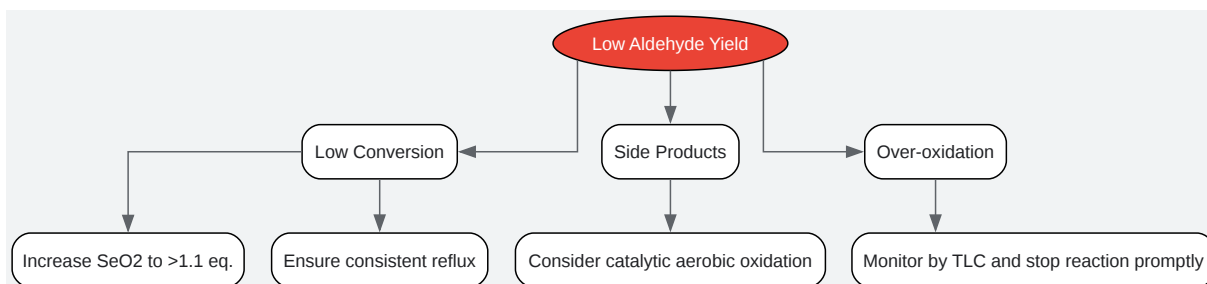 Low Aldehyde Yield
Low Conversion
Side Products
Over-oxidation
Increase SeO2 to >1.1 eq.
Ensure consistent reflux
Consider catalytic aerobic oxidation
Monitor by TLC and stop reaction promptly